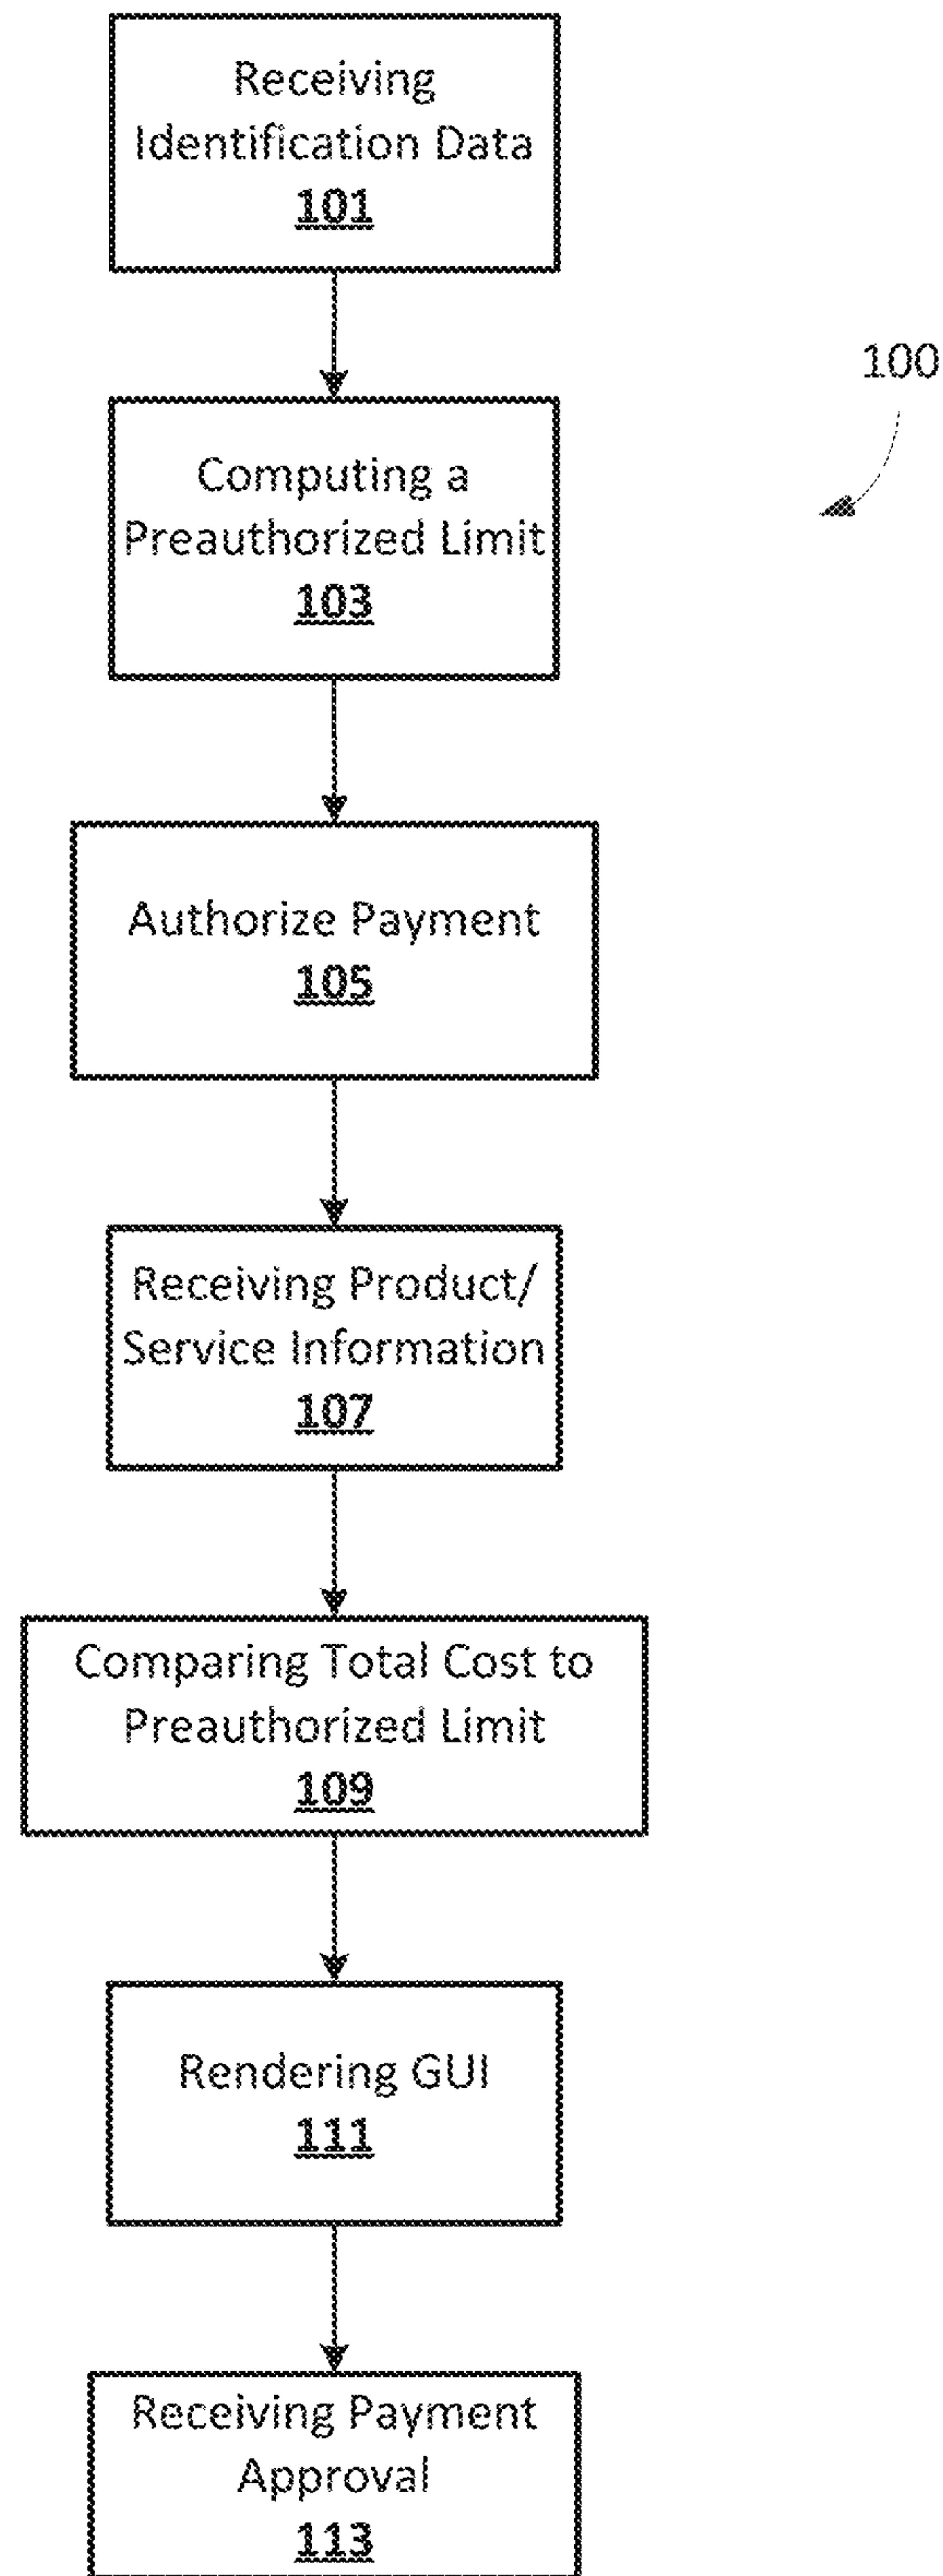 Receiving
Identification Data
101
100
Computing a
Preauthorized Limit
103
Authorize Payment
105
Receiving Product/
Service Information
107
Comparing Total Cost to
Preauthorized Limit
109
Rendering GUI
111
Receiving Payment
Approval
113